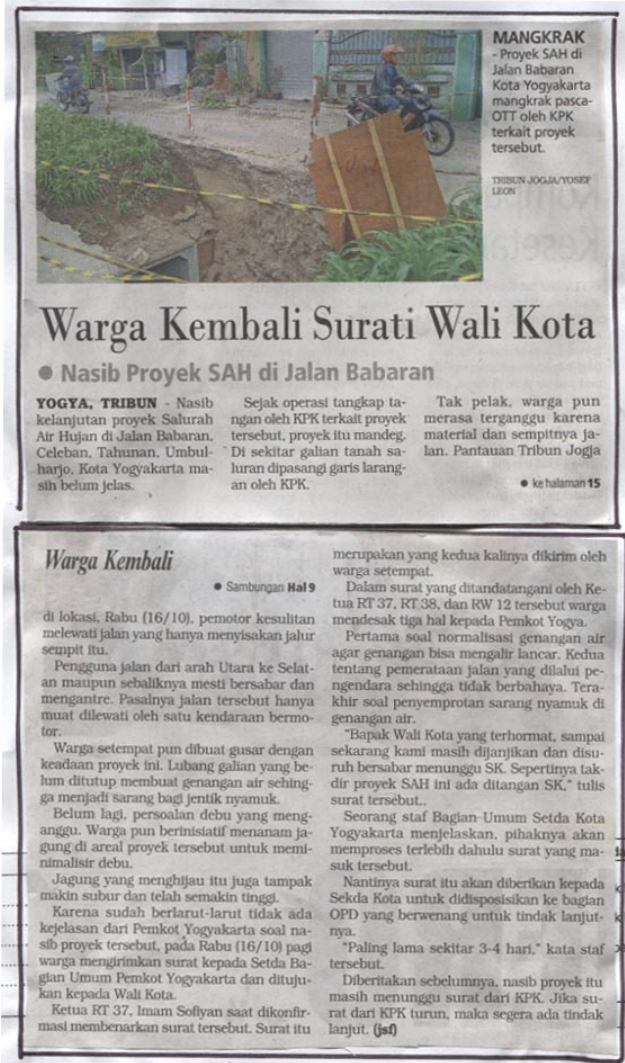 MANGKRAK
- Proyek SAH di
Jalan Babaran
Kota Yogyakarta
mangkrak pasca-
OTT oleh KPK
terkait proyek
tersebut.
TRIBUN JOGJA/YOSEF
LEON
Warga Kembali Surati Wali Kota
● Nasib Proyek SAH di Jalan Babaran
YOGYA, TRIBUN - Nasib
kelanjutan proyek Salurah
Air Hujan di Jalan Babaran,
Celeban, Tahunan, Umbul-
harjo, Kota Yogyakarta ma-
sih belum jelas.
Sejak operasi tangkap ta-
ngan oleh KPK terkait proyek
tersebut, proyek itu mandeg.
Di sekitar galian tanah sa-
luran dipasangi garis larang-
an oleh KPK.
Tak pelak, warga pun
merasa terganggu karena
material dan sempitnya ja-
lan. Pantauan Tribun Jogja
● ke halaman 15
Warga Kembali
● Sambungan Hal 9
di lokasi, Rabu (16/10), pemotor kesulitan
melewati jalan yang hanya menyisakan jalur
sempit itu.
Pengguna jalan dari arah Utara ke Selat-
an maupun sebaliknya mesti bersabar dan
mengantre. Pasalnya jalan tersebut hanya
muat dilewati oleh satu kendaraan bermo-
tor.
Warga setempat pun dibuat gusar dengan
keadaan proyek ini. Lubang galian yang be-
lum ditutup membuat genangan air sehing-
ga menjadi sarang bagi jentik nyamuk.
Belum lagi, persoalan debu yang meng-
anggu. Warga pun berinisiatif menanam ja-
gung di areal proyek tersebut untuk memi-
nimalisir debu.
Jagung yang menghijau itu juga tampak
makin subur dan telah semakin tinggi.
Karena sudah berlarut-larut tidak ada
kejelasan dari Pemkot Yogyakarta soal na-
sib proyek tersebut, pada Rabu (16/10) pagi
warga mengirimkan surat kepada Setda Ba-
gian Umum Pemkot Yogyakarta dan dituju-
kan kepada Wali Kota.
Ketua RT 37, Imam Sofiyan saat dikonfir-
masi membenarkan surat tersebut. Surat itu
merupakan yang kedua kalinya dikirim oleh
warga setempat.
Dalam surat yang ditandatangani oleh Ke-
tua RT 37, RT 38, dan RW 12 tersebut warga
mendesak tiga hal kepada Pemkot Yogya.
Pertama soal normalisasi genangan air
agar genangan bisa mengalir lancar. Kedua
tentang pemerataan jalan yang dilalui pe-
ngendara sehingga tidak berbahaya. Tera-
khir soal penyemprotan sarang nyamuk di
genangan air.
"Bapak Wali Kota yang terhormat, sampai
sekarang kami masih dijanjikan dan disu-
ruh bersabar menunggu SK. Sepertinya tak-
dir proyek SAH ini ada ditangan SK," tulis
surat tersebut..
Seorang staf Bagian Umum Setda Kota
Yogyakarta menjelaskan, pihaknya akan
memproses terlebih dahulu surat yang ma-
suk tersebut.
Nantinya surat itu akan diberikan kepada
Sekda Kota untuk didisposisikan ke bagian
OPD yang berwenang untuk tindak lanjut-
nya.
"Paling lama sekitar 3-4 hari," kata staf
tersebut.
Diberitakan sebelumnya, nasib proyek itu
masih menunggu surat dari KPK. Jika su-
rat dari KPK turun, maka segera ada tindak
lanjut. (jsf)